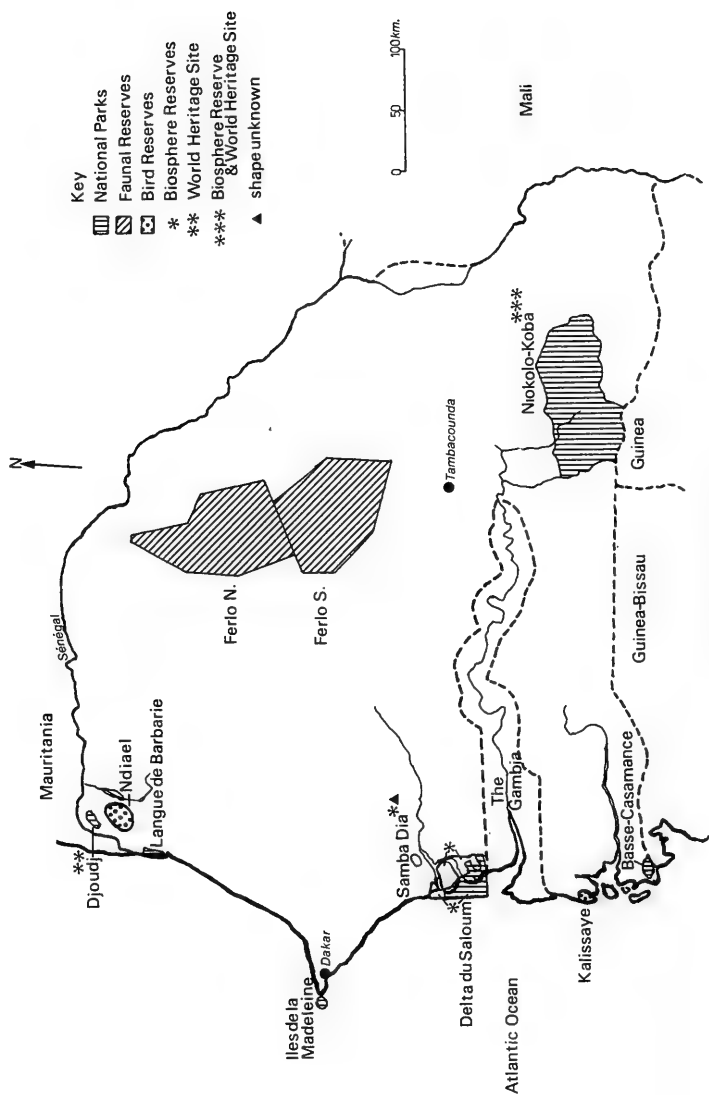 N
Key
National Parks
Faunal Reserves
Bird Reserves
* Biosphere Reserves
** World Heritage Site
*** Biosphere Reserve
& World Heritage Site
▲ shape unknown
0 50 100km.
Mauritania
Sénégal
**
Djoudj
Ndiael
Langue de Barbarie
Ferlo N.
Ferlo S.
Iles de la
Madeleine
Dakar
Samba Dia *▲
*
*
Delta du Saloum
Tambacounda
Mali
The
Gambia
***
Niokolo-Koba
Atlantic Ocean
Kalissaye
Basse-Casamance
Guinea-Bissau
Guinea